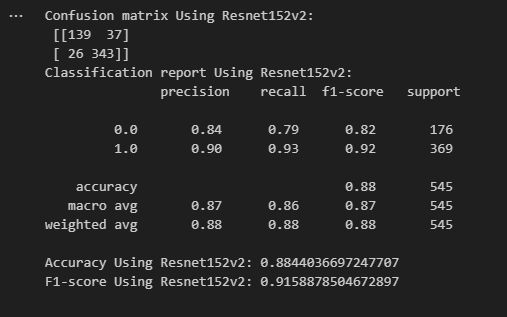 Confusion matrix Using Resnet152v2:
[[139  37]
[ 26 343]]
Classification report Using Resnet152v2:
precision    recall  f1-score   support
0.0       0.84      0.79      0.82       176
1.0       0.90      0.93      0.92       369
accuracy                           0.88       545
macro avg       0.87      0.86      0.87       545
weighted avg       0.88      0.88      0.88       545
Accuracy Using Resnet152v2: 0.8844036697247707
F1-score Using Resnet152v2: 0.9158878504672897